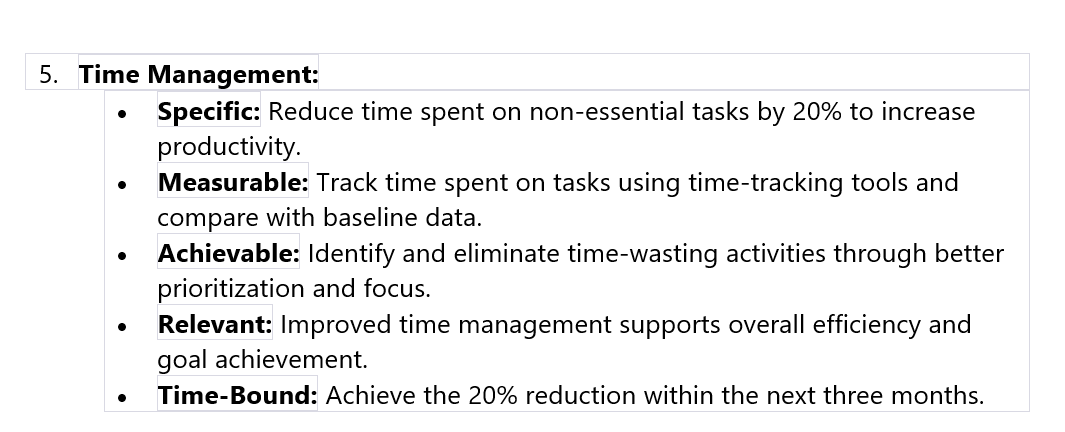 5. Time Management:
• Specific: Reduce time spent on non-essential tasks by 20% to increase
productivity.
• Measurable: Track time spent on tasks using time-tracking tools and
compare with baseline data.
• Achievable: Identify and eliminate time-wasting activities through better
prioritization and focus.
• Relevant: Improved time management supports overall efficiency and
goal achievement.
• Time-Bound: Achieve the 20% reduction within the next three months.